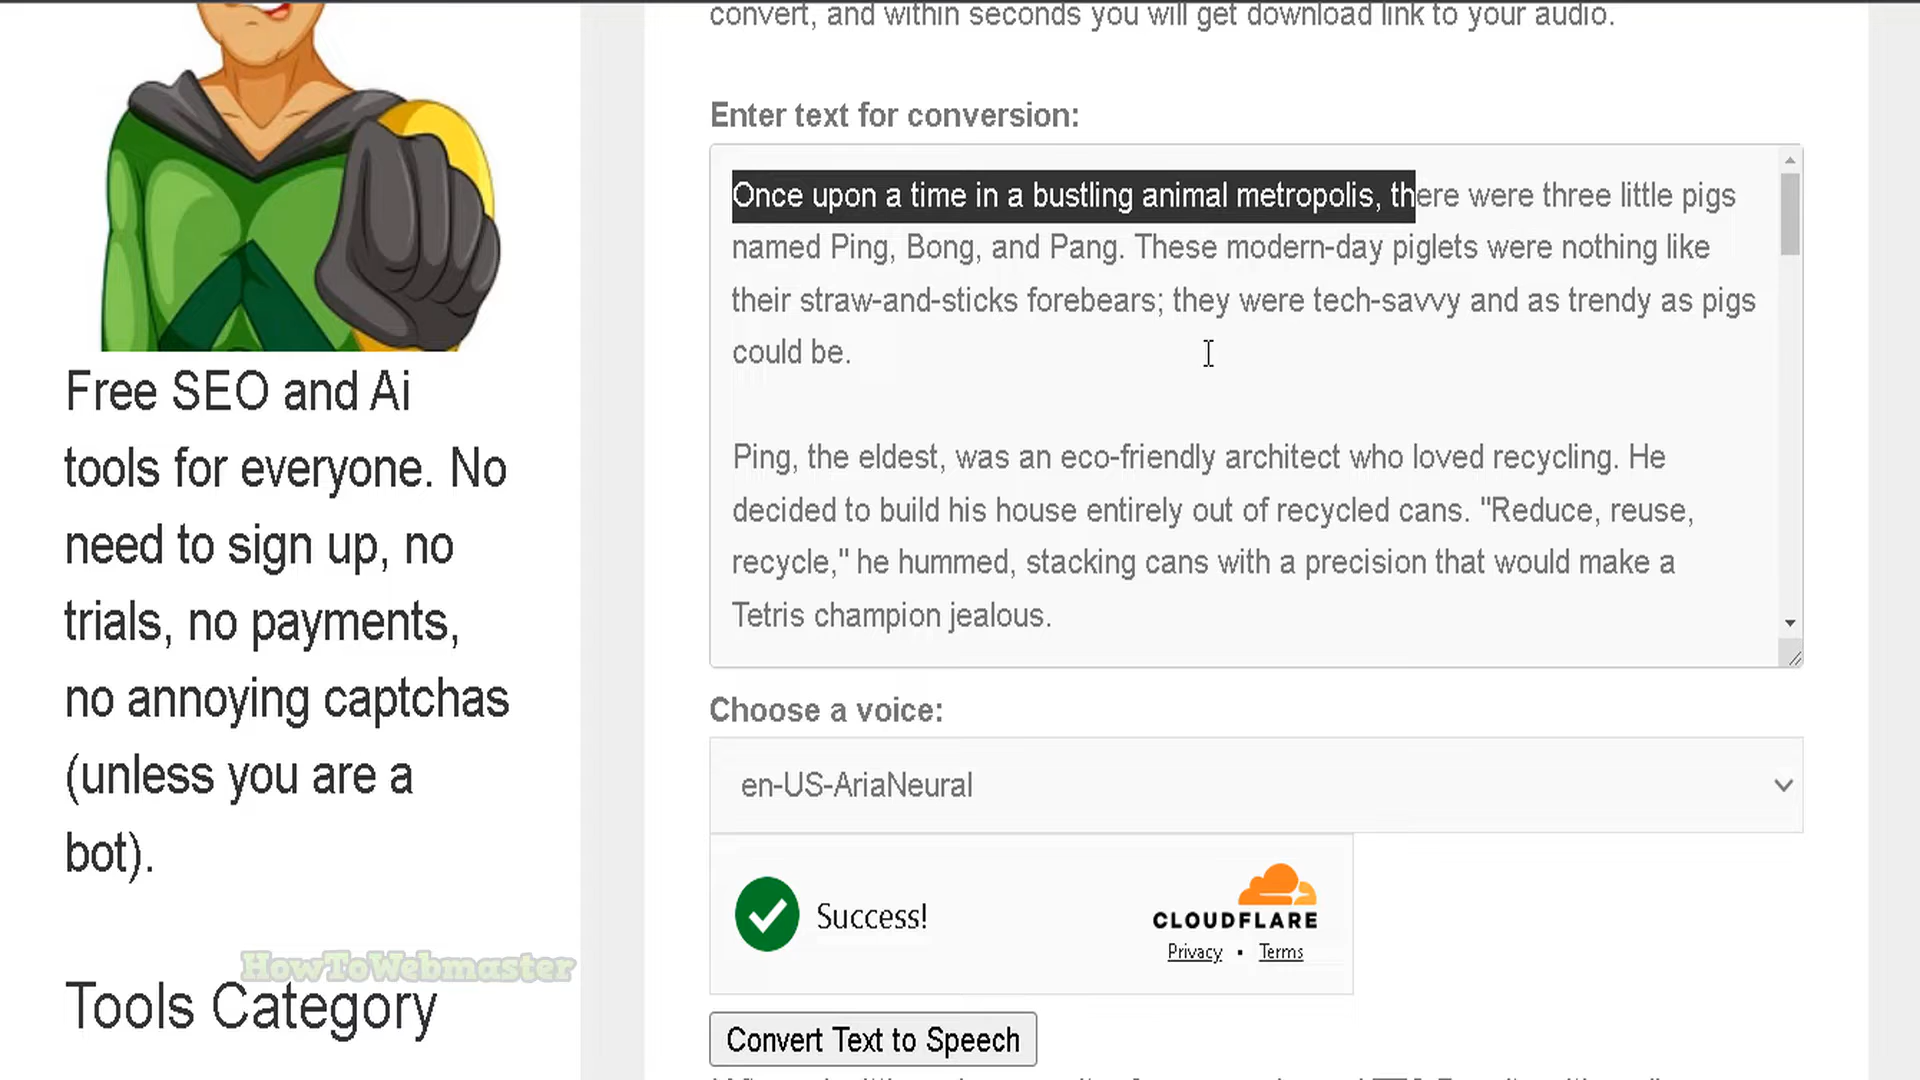 convert, and within seconds you will get download link to your audio.
Enter text for conversion:
Once upon a time in a bustling animal metropolis, there were three little pigs
named Ping, Bong, and Pang. These modern-day piglets were nothing like
their straw-and-sticks forebears; they were tech-savvy and as trendy as pigs
could be.
Ping, the eldest, was an eco-friendly architect who loved recycling. He
decided to build his house entirely out of recycled cans. "Reduce, reuse,
recycle," he hummed, stacking cans with a precision that would make a
Tetris champion jealous.
Choose a voice:
en-US-AriaNeural
Success!
CLOUDFLARE
Privacy • Terms
Convert Text to Speech
Free SEO and Ai
tools for everyone. No
need to sign up, no
trials, no payments,
no annoying captchas
(unless you are a
bot).
HowToWebmaster
Tools Category